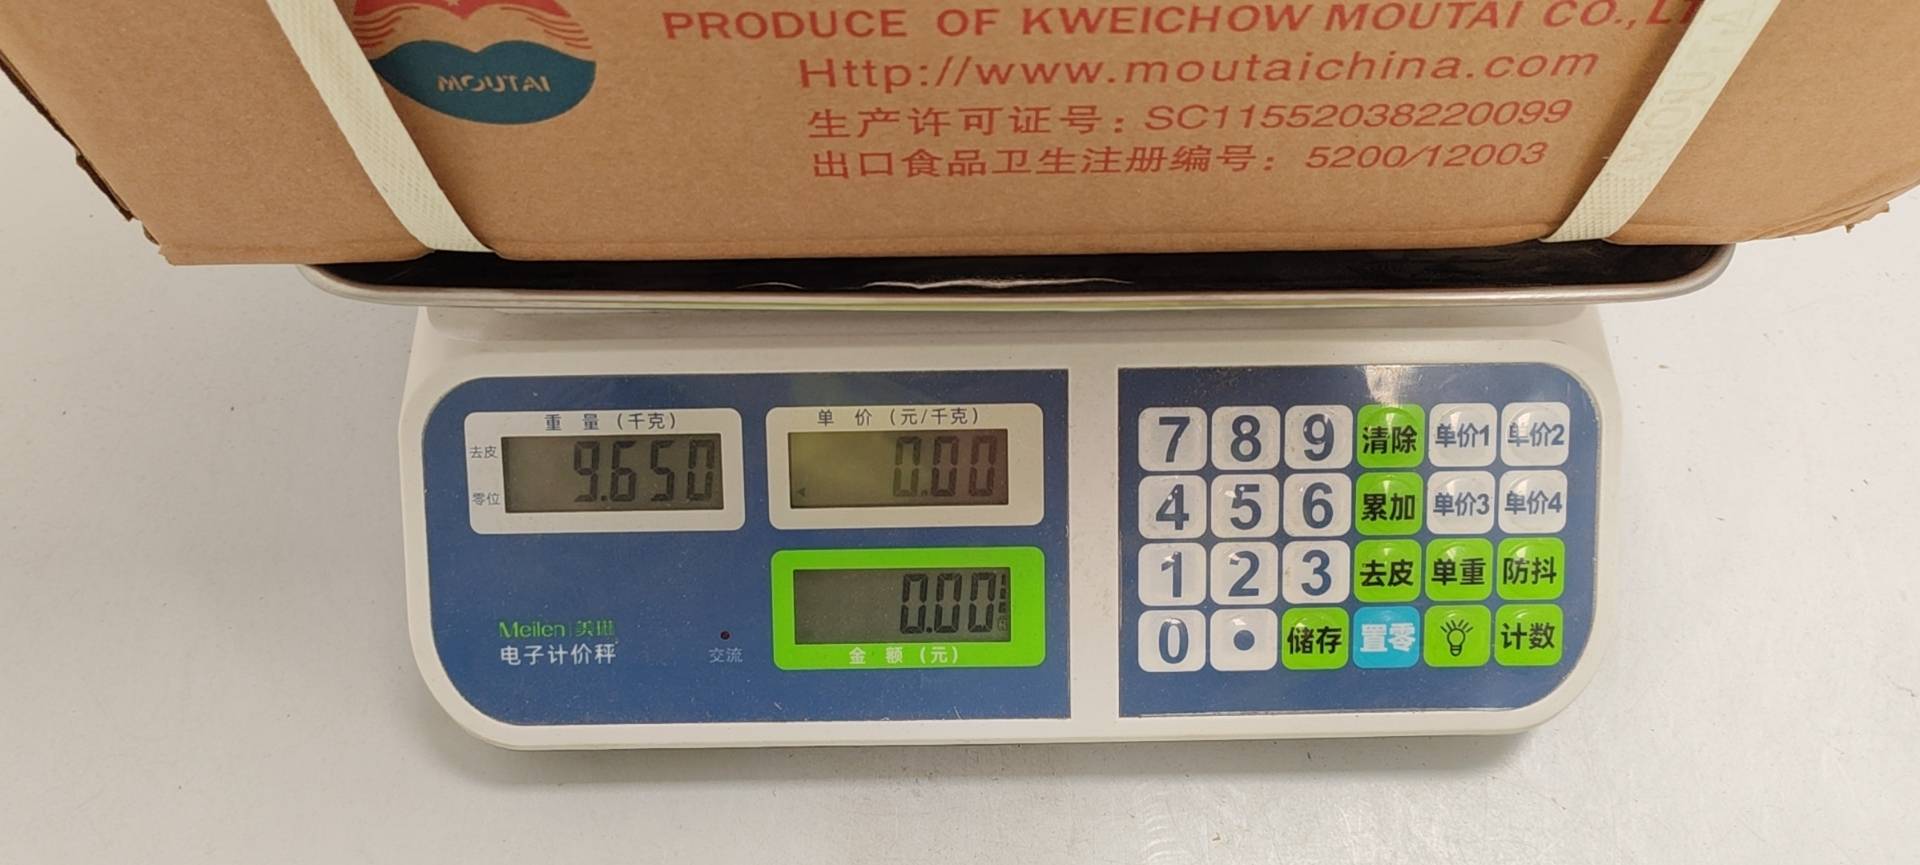 MOUTAI
PRODUCE OF KWEICHOW MOUTAI CO.,
Http://www.moutaichina.com
生产许可证号：SC11552038220099
出口食品卫生注册编号：5200/12003
重 量（千克）
单 价（元/千克）
去皮
零位
9.650
0.00
0.00
金 额（元）
Meilen 美
电子计价秤
交流
7 8 9 清除 单价1 单价2
4 5 6 累加 单价3 单价4
1 2 3 去皮 单重 防抖
0 • 储存 置零 计数